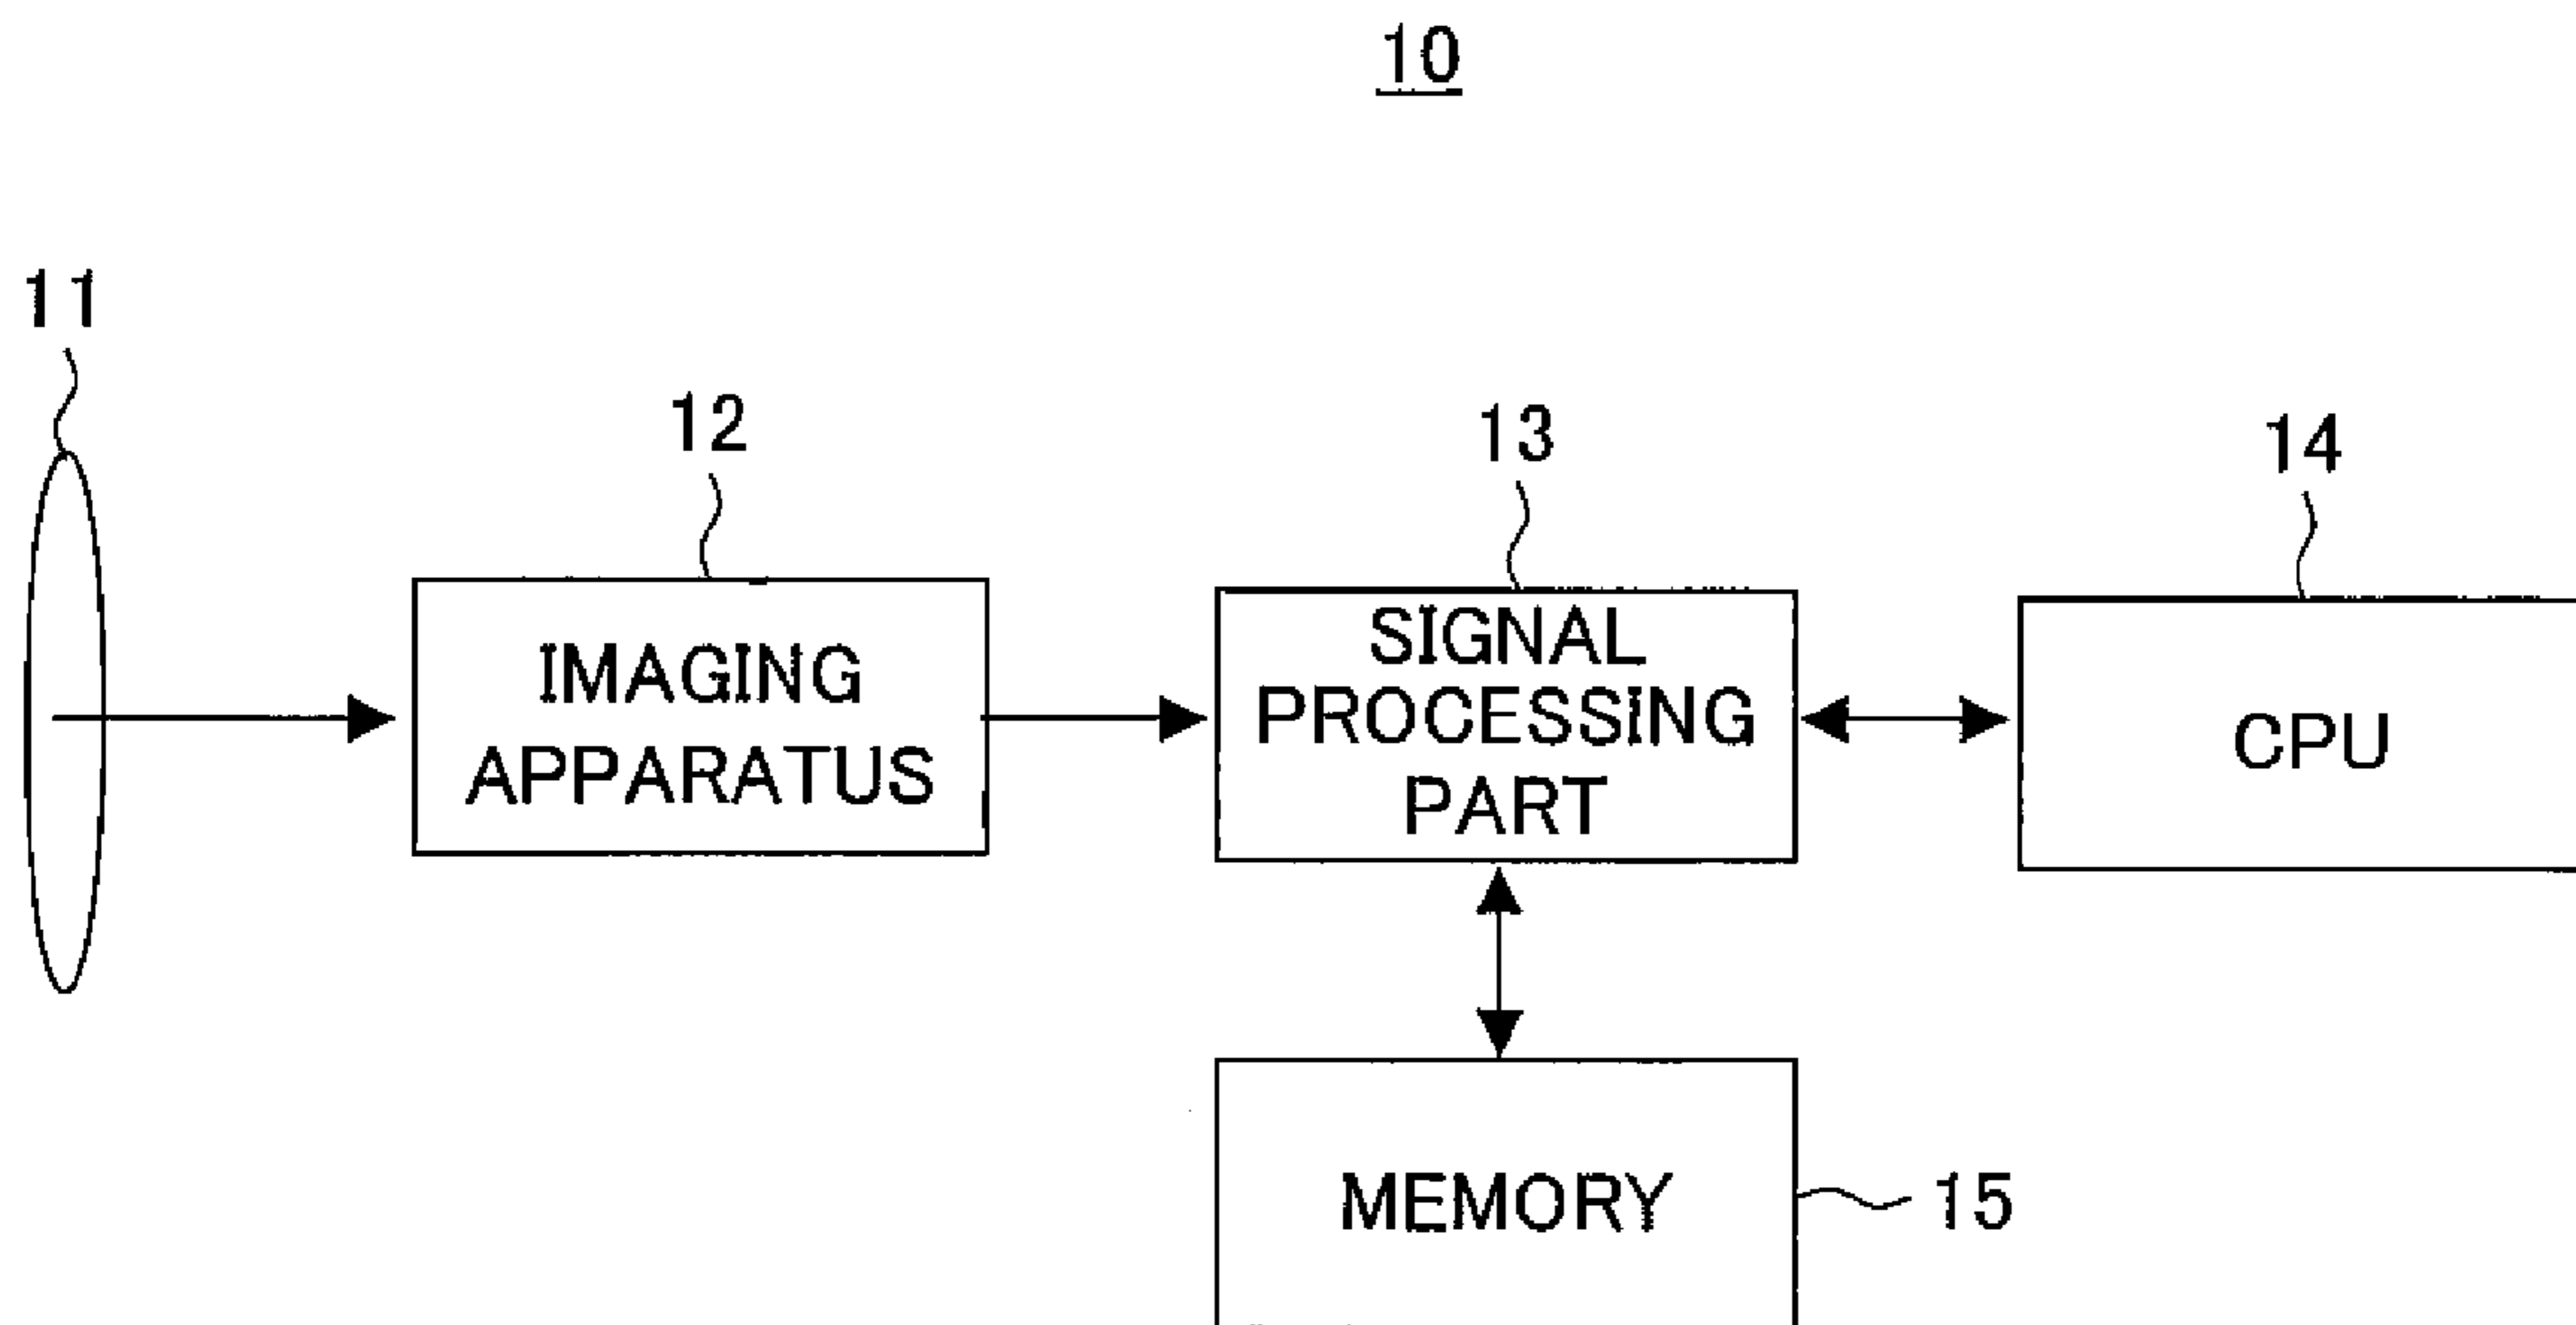 10
11
12
13
14
IMAGING
APPARATUS
SIGNAL
PROCESSING
PART
CPU
MEMORY
15